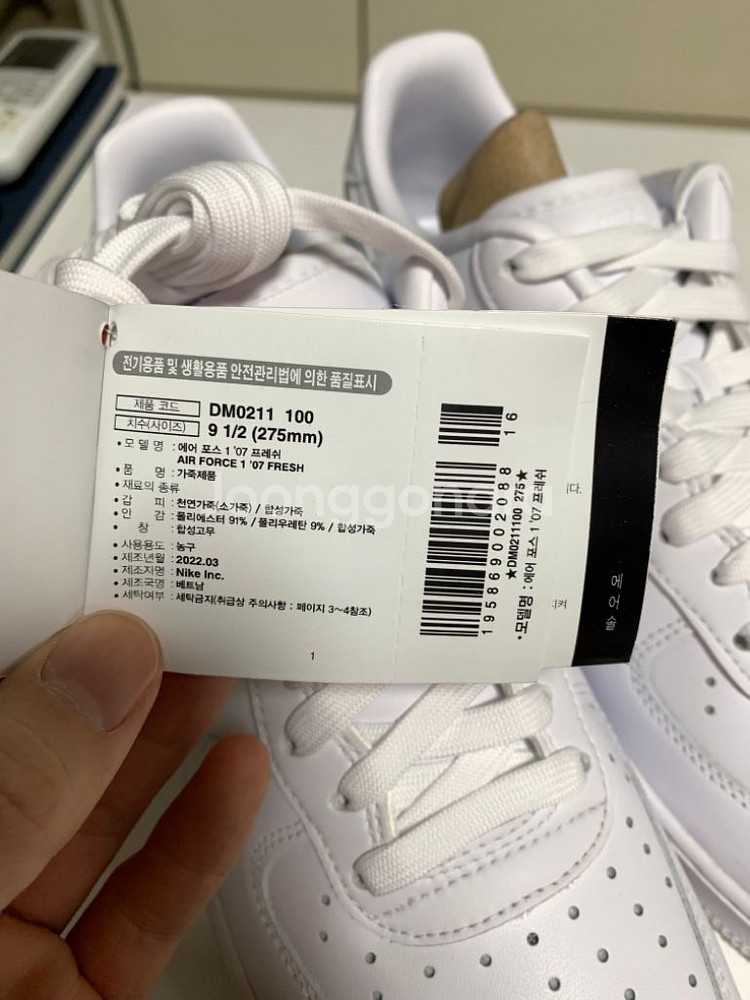 전기용품 및 생활용품 안전관리법에 의한 품질표시
제품 코드 DM0211 100
치수(사이즈) 9 1/2 (275mm)
• 모 델 명 : 에어 포스 1 '07 프레쉬
AIR FORCE 1 '07 FRESH
• 품 명 : 가죽제품
• 재료의 종류
• 갑 피 : 천연가죽(소가죽) / 합성가죽
• 안 감 : 폴리에스터 91% / 폴리우레탄 9% / 합성가죽
• 창 : 합성고무
• 사용용도 : 농구
• 제조년월 : 2022.03
• 제조자명 : Nike Inc.
• 제조국명 : 베트남
• 세탁여부 : 세탁금지(취급상 주의사항 : 페이지 3~4참조)
1
16
195869002088
★DM0211100 275★
• 모델명 : 에어 포스 1 '07 프레쉬
니다.
에어 솔
joonggonara